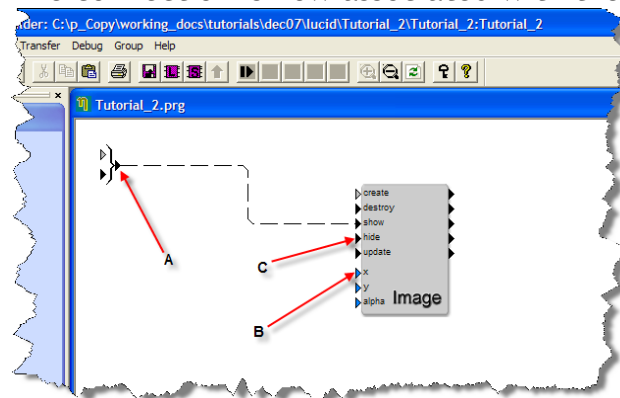 der: C:\p_Copy\working_docs\tutorials\dec07\lucid\Tutorial_2\Tutorial_2:Tutorial_2
Transfer Debug Group Help
Tutorial_2.prg
create
destroy
show
hide
update
x
y
alpha Image
A
C
B